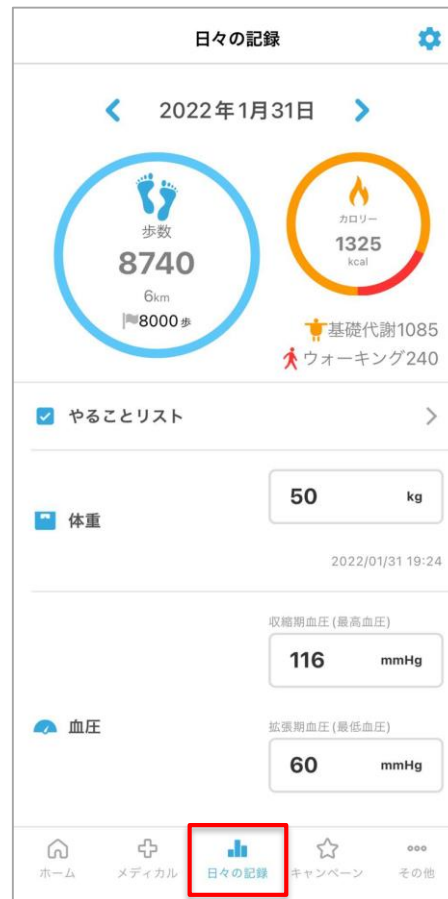 日々の記録
2022年1月31日
歩数
8740
6km
8000歩
カロリー
1325
kcal
基礎代謝1085
ウォーキング240
やることリスト
体重
50 kg
2022/01/31 19:24
収縮期血圧(最高血圧)
116 mmHg
血圧
拡張期血圧(最低血圧)
60 mmHg
ホーム メディカル 日々の記録 キャンペーン その他